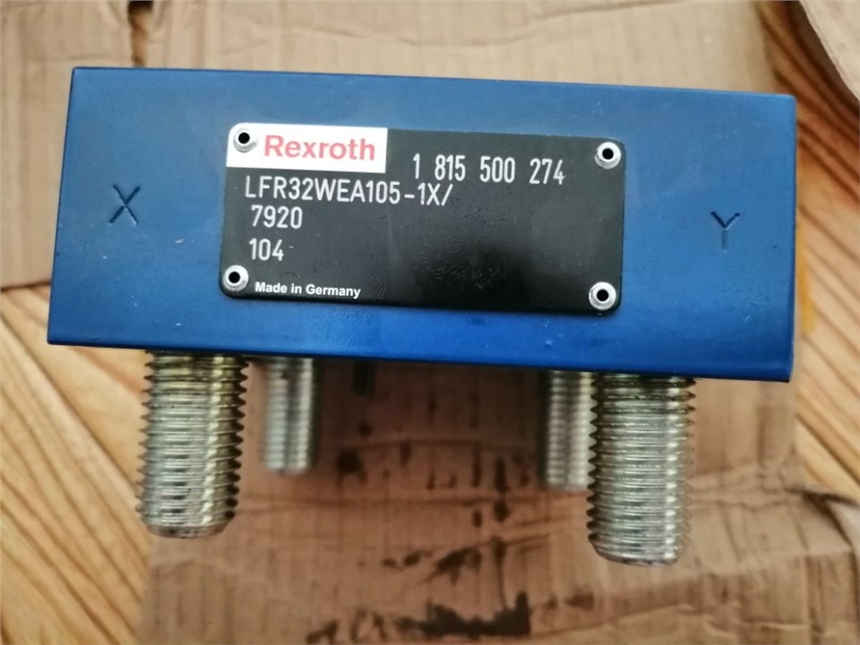 Rexroth 1 815 500 274
LFR32WEA105-1X/
X
7920
Y
104
Made in Germany